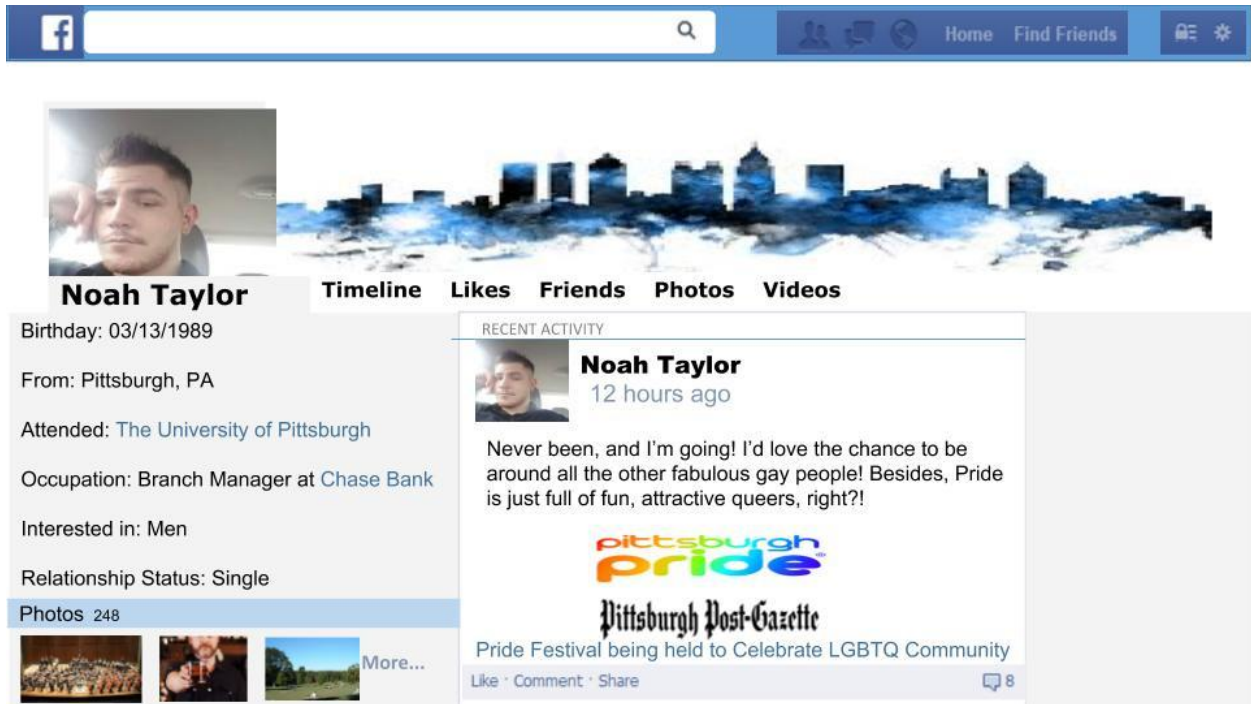 f
Home Find Friends
Noah Taylor
Timeline Likes Friends Photos Videos
Birthday: 03/13/1989
From: Pittsburgh, PA
Attended: The University of Pittsburgh
Occupation: Branch Manager at Chase Bank
Interested in: Men
Relationship Status: Single
Photos 248
More...
RECENT ACTIVITY
Noah Taylor
12 hours ago
Never been, and I'm going! I'd love the chance to be
around all the other fabulous gay people! Besides, Pride
is just full of fun, attractive queers, right?!
pittsburgh
pride®
Pittsburgh Post-Gazette
Pride Festival being held to Celebrate LGBTQ Community
Like · Comment · Share 8